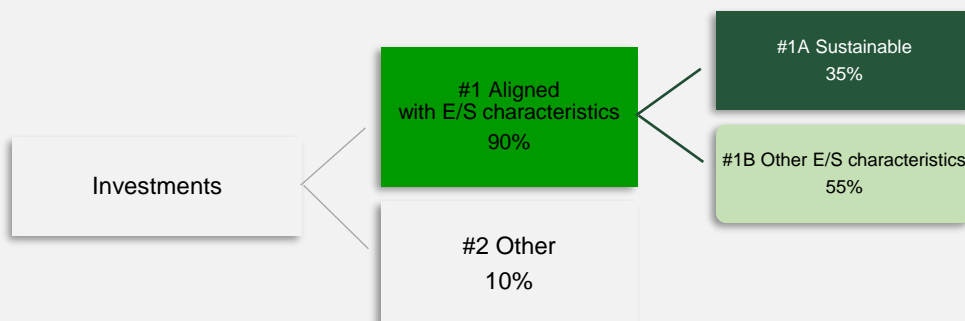 Investments
#1 Aligned
with E/S characteristics
90%
#2 Other
10%
#1A Sustainable
35%
#1B Other E/S characteristics
55%